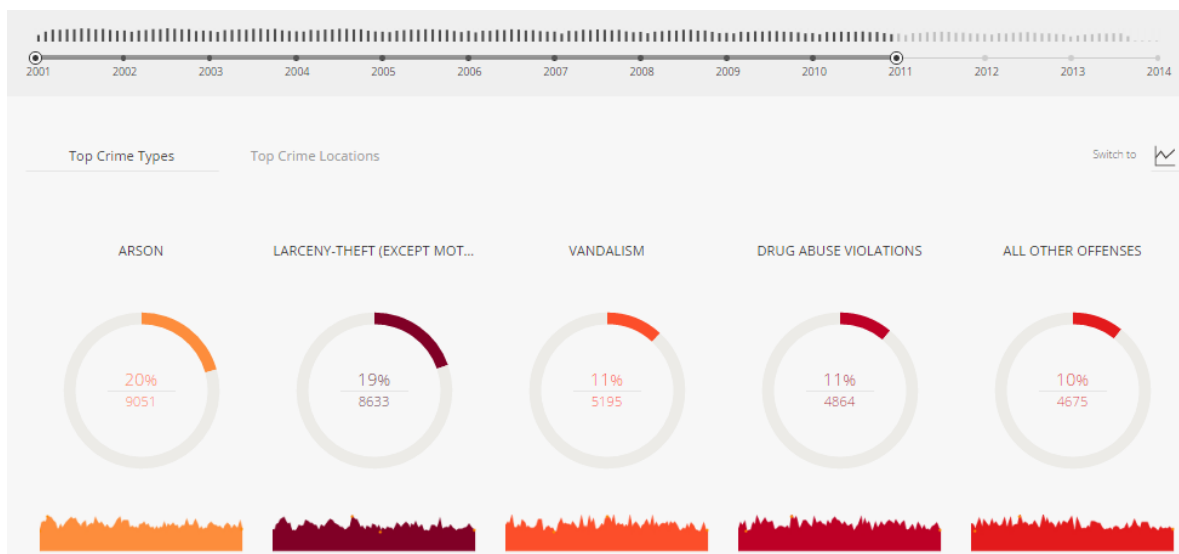 2001 2002 2003 2004 2005 2006 2007 2008 2009 2010 2011 2012 2013 2014
Top Crime Types Top Crime Locations Switch to
ARSON LARCENY-THEFT (EXCEPT MOT... VANDALISM DRUG ABUSE VIOLATIONS ALL OTHER OFFENSES
20% 19% 11% 11% 10%
9051 8633 5195 4864 4675